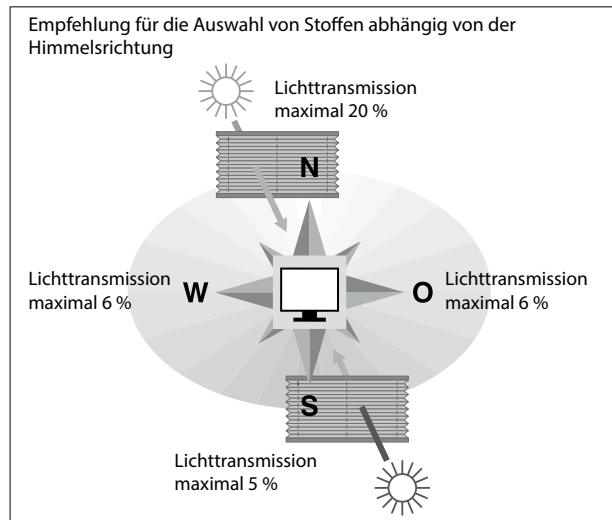 Empfehlung für die Auswahl von Stoffen abhängig von der
Himmelsrichtung
Lichttransmission
maximal 20 %
N
Lichttransmission
maximal 6 %
W
O
Lichttransmission
maximal 6 %
S
Lichttransmission
maximal 5 %